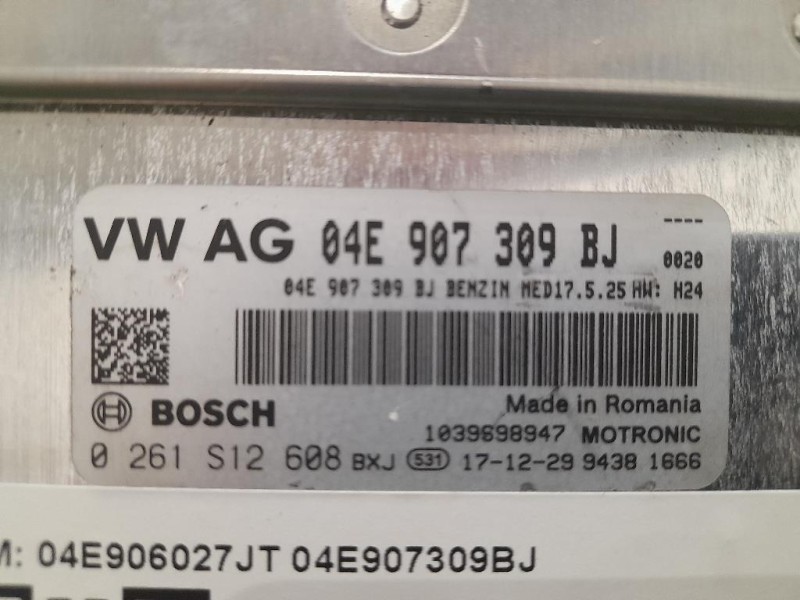 VW AG 04E 907 309 BJ
----
0020
04E 907 309 BJ BENZIN MED17.5.25 HW: H24
BOSCH
Made in Romania
1039S98947 MOTRONIC
0 261 S12 608 BXJ 531 17-12-29 9438 1666
M: 04E906027JT 04E907309BJ